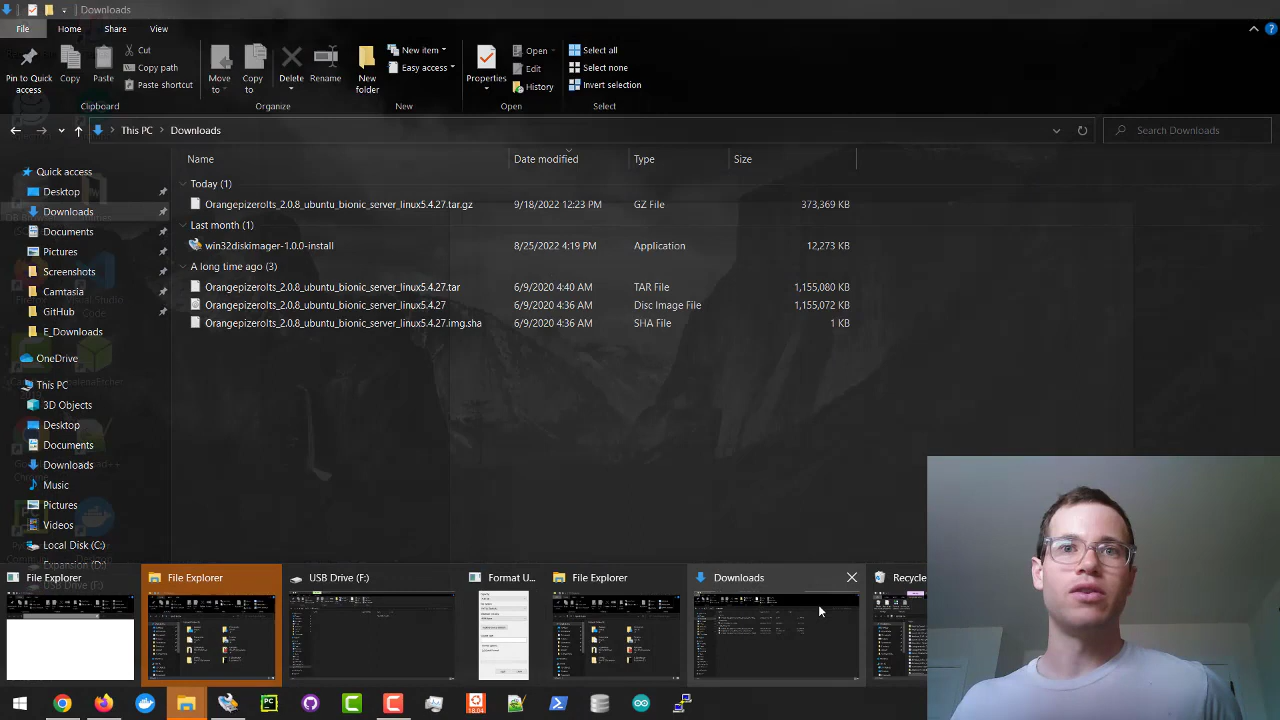 Downloads
File Home Share View
Pin to Quick access
Copy
Paste
Cut
Copy path
Paste shortcut
Clipboard
Move to
Copy to
Delete
Rename
Organize
New folder
New item
Easy access
New
Properties
Open
Edit
History
Open
Select all
Select none
Invert selection
Select
This PC Downloads
Search Downloads
Name Date modified Type Size
Today (1)
Orangepizerolts_2.0.8_ubuntu_bionic_server_linux5.4.27.tar.gz 9/18/2022 12:23 PM GZ File 373,369 KB
Last month (1)
win32diskimager-1.0.0-install 8/25/2022 4:19 PM Application 12,273 KB
A long time ago (3)
Orangepizerolts_2.0.8_ubuntu_bionic_server_linux5.4.27.tar 6/9/2020 4:40 AM TAR File 1,155,080 KB
Orangepizerolts_2.0.8_ubuntu_bionic_server_linux5.4.27 6/9/2020 4:36 AM Disc Image File 1,155,072 KB
Orangepizerolts_2.0.8_ubuntu_bionic_server_linux5.4.27.img.sha 6/9/2020 4:36 AM SHA File 1 KB
Quick access
Desktop
Downloads
Documents
Pictures
Screenshots
Camtasia
GitHub
E_Downloads
OneDrive
This PC
3D Objects
Desktop
Documents
Downloads
Music
Pictures
Videos
Local Disk (C:)
Expansion (D:)
USB Drive (F:)
File Explorer
File Explorer
USB Drive (F:)
Format U...
File Explorer
Downloads
Recycle
PC
18.04